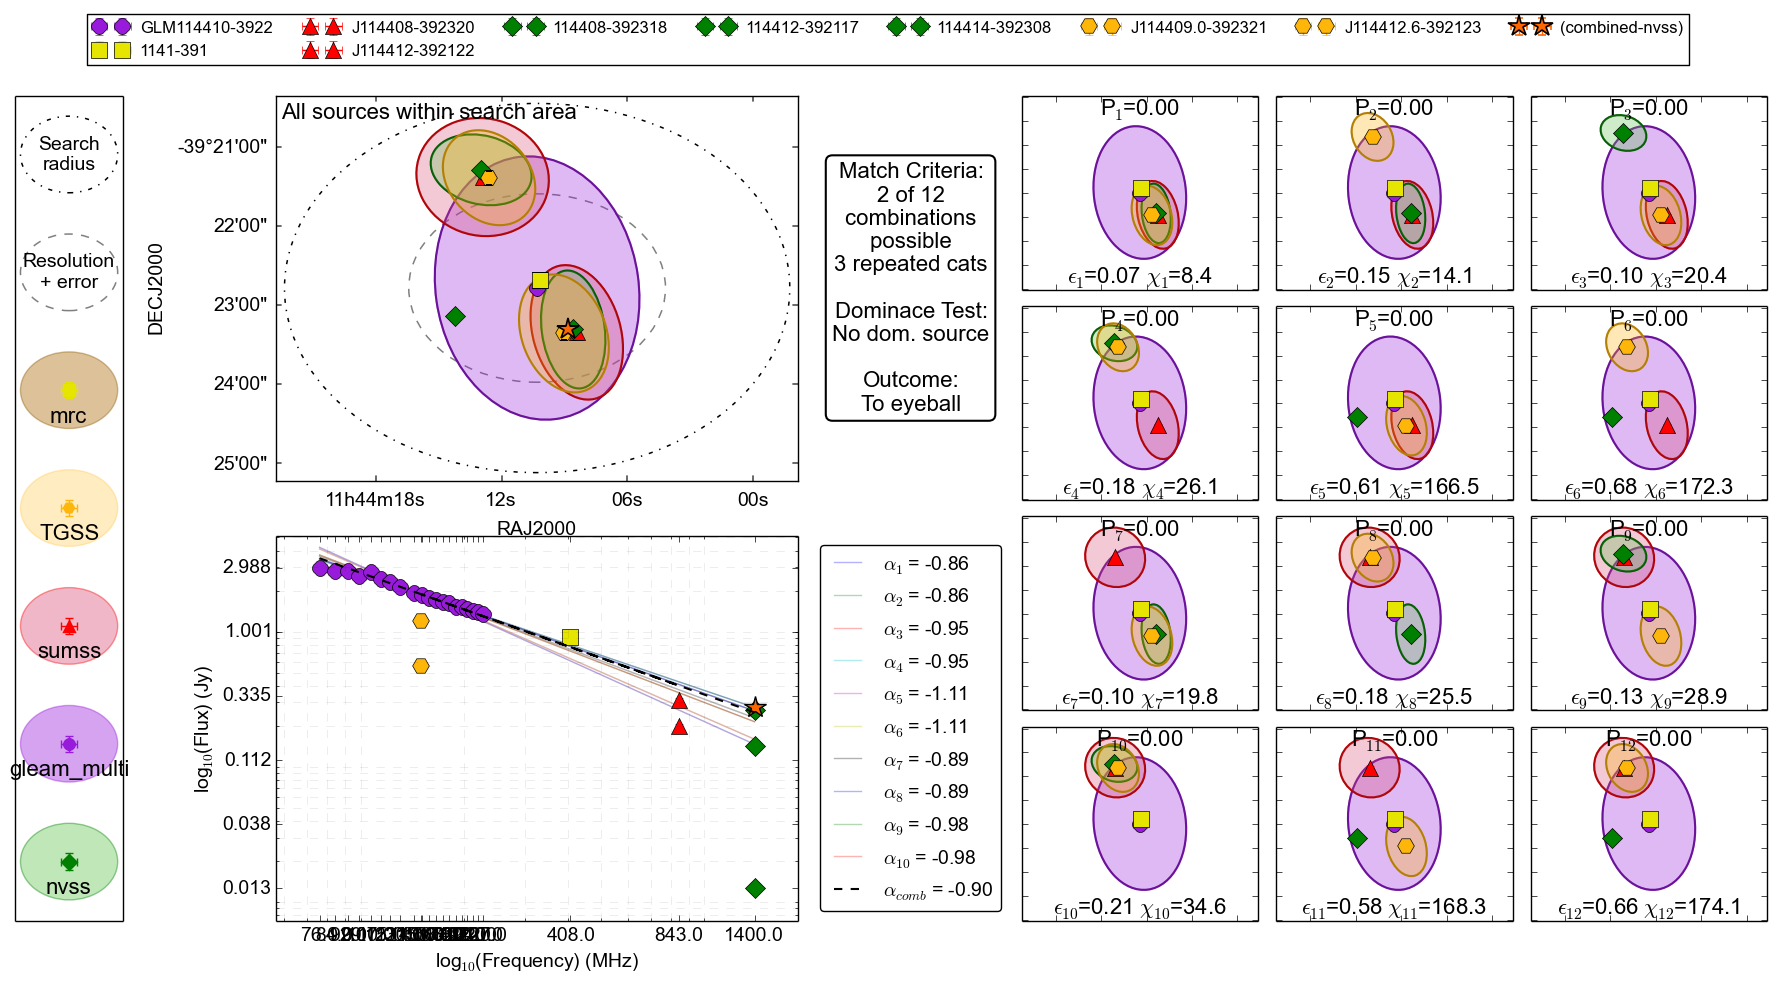 GLM114410-3922 J114408-392320 114408-392318 114412-392117 114414-392308 J114409.0-392321 J114412.6-392123 (combined-nvss)
1141-391 J114412-392122
Search
radius
Resolution
+ error
mrc
TGSS
sumss
gleam_multi
nvss
All sources within search area
DECJ2000
-39°21'00"
22'00"
23'00"
24'00"
25'00"
11h44m18s 12s 06s 00s
RAJ2000
Match Criteria:
2 of 12
combinations
possible
3 repeated cats
Dominace Test:
No dom. source
Outcome:
To eyeball
log₁₀(Flux) (Jy)
2.988
1.001
0.335
0.112
0.038
0.013
408.0 843.0 1400.0
log₁₀(Frequency) (MHz)
α₁ = -0.86
α₂ = -0.86
α₃ = -0.95
α₄ = -0.95
α₅ = -1.11
α₆ = -1.11
α₇ = -0.89
α₈ = -0.89
α₉ = -0.98
α₁₀ = -0.98
α_comb = -0.90
P₁=0.00 P₂=0.00 P₃=0.00
ϵ₁=0.07 χ₁=8.4 ϵ₂=0.15 χ₂=14.1 ϵ₃=0.10 χ₃=20.4
P₄=0.00 P₅=0.00 P₆=0.00
ϵ₄=0.18 χ₄=26.1 ϵ₅=0.61 χ₅=166.5 ϵ₆=0.68 χ₆=172.3
P₇=0.00 P₈=0.00 P₉=0.00
ϵ₇=0.10 χ₇=19.8 ϵ₈=0.18 χ₈=25.5 ϵ₉=0.13 χ₉=28.9
P₁₀=0.00 P₁₁=0.00 P₁₂=0.00
ϵ₁₀=0.21 χ₁₀=34.6 ϵ₁₁=0.58 χ₁₁=168.3 ϵ₁₂=0.66 χ₁₂=174.1